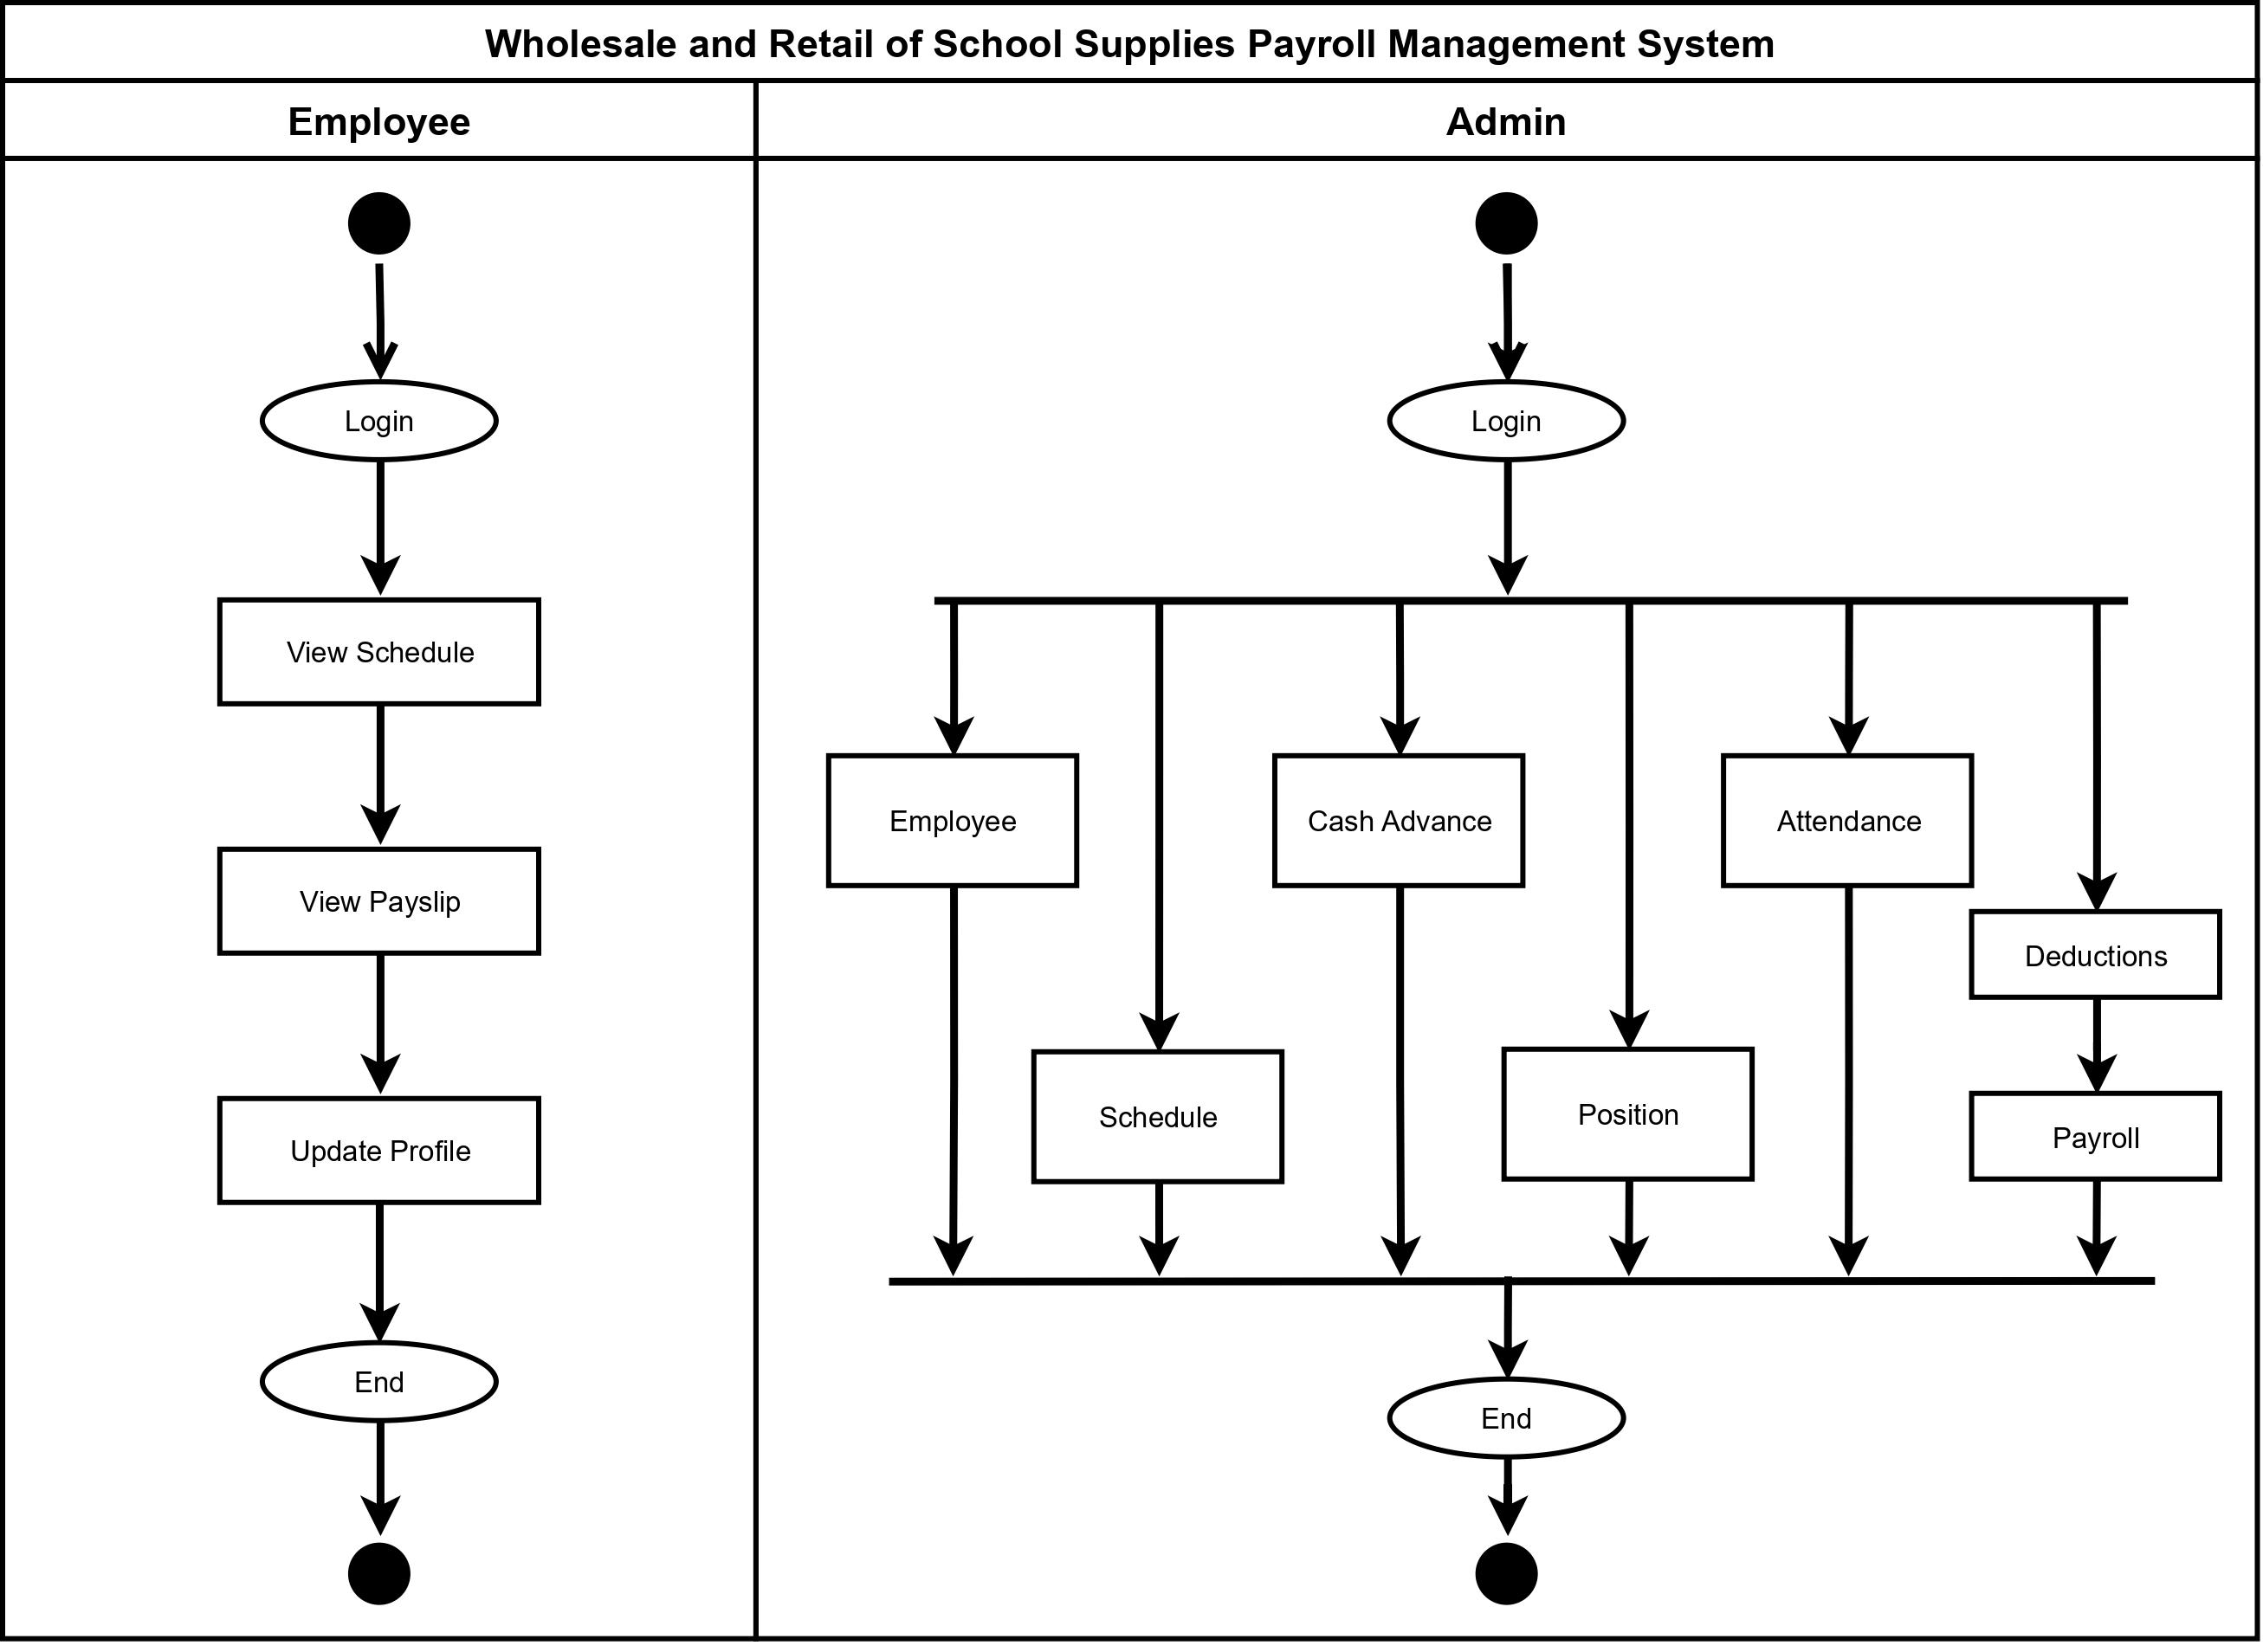 Wholesale and Retail of School Supplies Payroll Management System
Employee
Admin
Login
View Schedule
View Payslip
Update Profile
End
Login
Employee
Cash Advance
Attendance
Deductions
Schedule
Position
Payroll
End